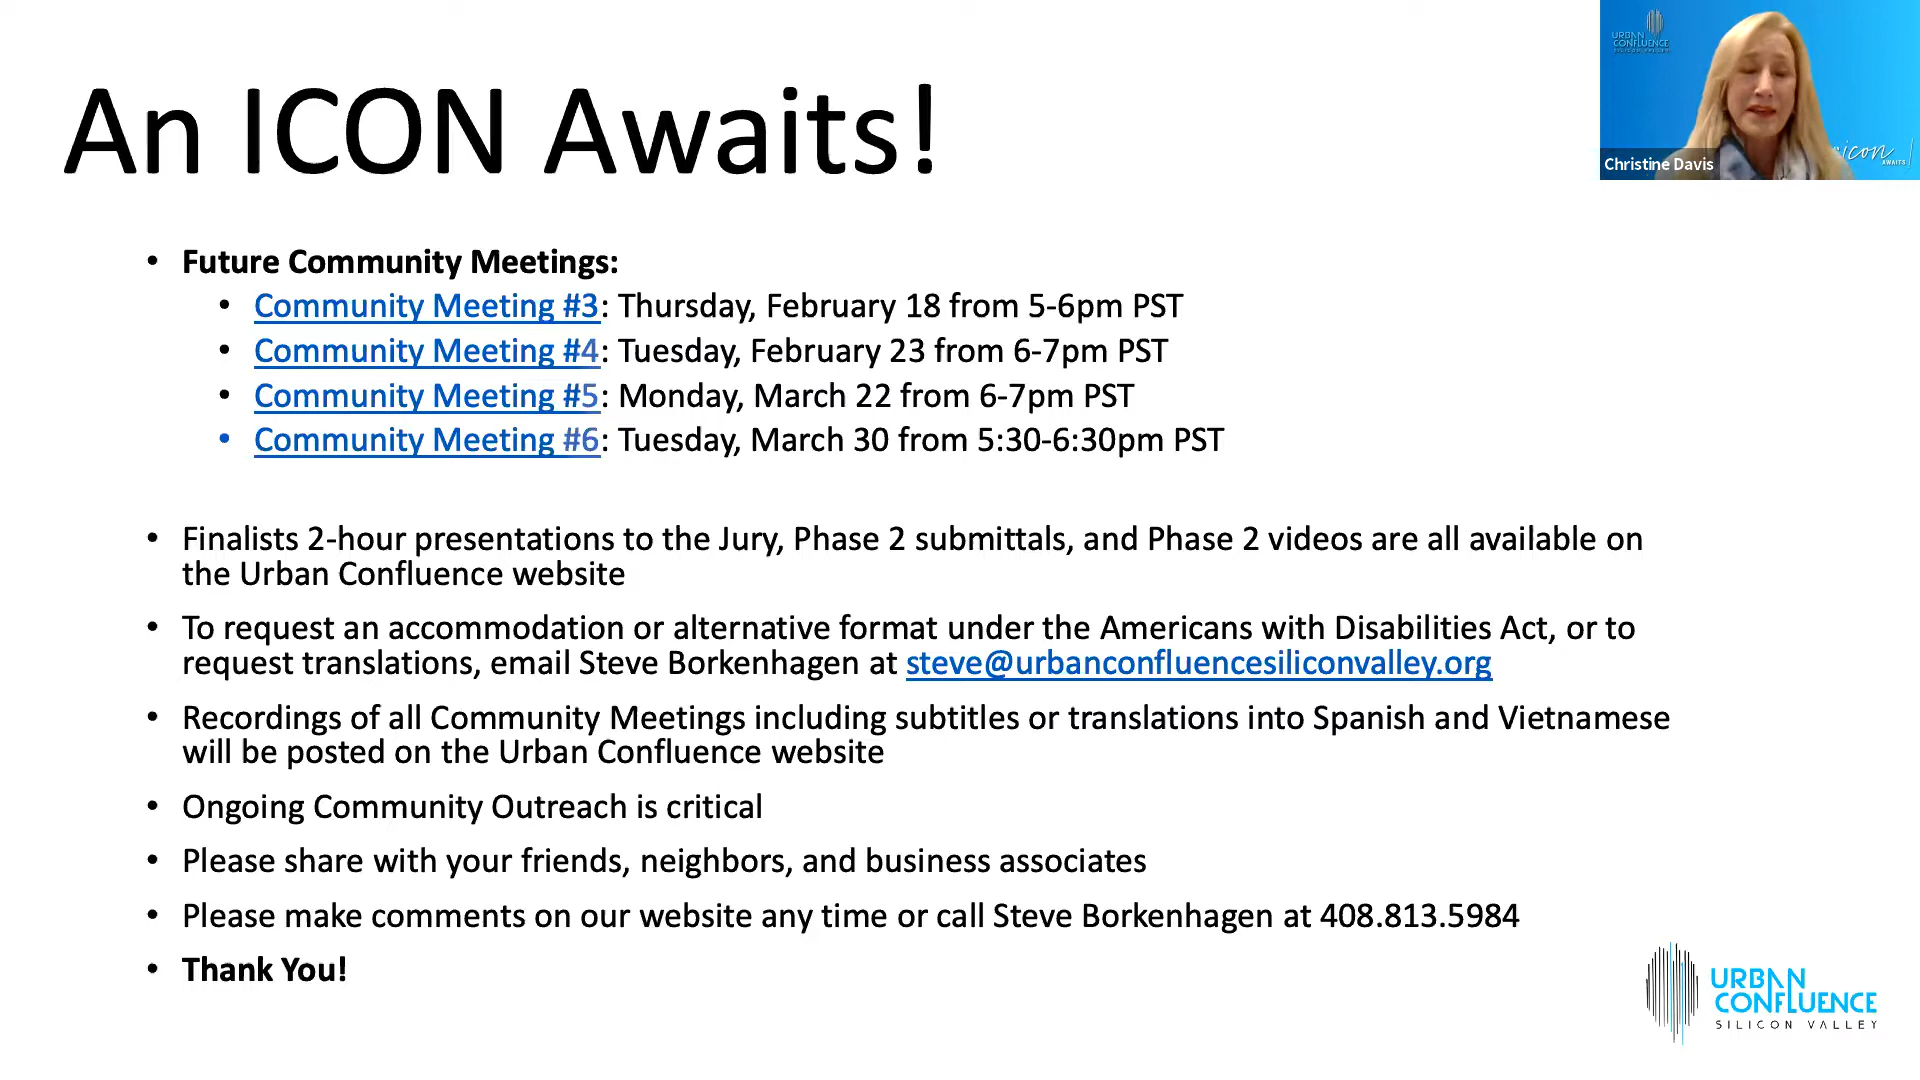 An ICON Awaits!
URBAN
CONFLUENCE
SILICON VALLEY
icon
AWAITS
Christine Davis
• Future Community Meetings:
• Community Meeting #3: Thursday, February 18 from 5-6pm PST
• Community Meeting #4: Tuesday, February 23 from 6-7pm PST
• Community Meeting #5: Monday, March 22 from 6-7pm PST
• Community Meeting #6: Tuesday, March 30 from 5:30-6:30pm PST
• Finalists 2-hour presentations to the Jury, Phase 2 submittals, and Phase 2 videos are all available on
the Urban Confluence website
• To request an accommodation or alternative format under the Americans with Disabilities Act, or to
request translations, email Steve Borkenhagen at steve@urbanconfluencesiliconvalley.org
• Recordings of all Community Meetings including subtitles or translations into Spanish and Vietnamese
will be posted on the Urban Confluence website
• Ongoing Community Outreach is critical
• Please share with your friends, neighbors, and business associates
• Please make comments on our website any time or call Steve Borkenhagen at 408.813.5984
• Thank You!
URBAN
CONFLUENCE
SILICON VALLEY